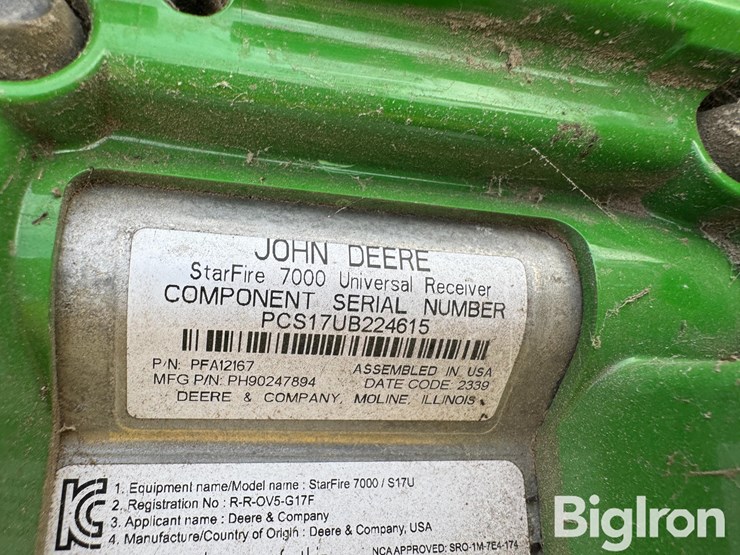 JOHN DEERE
StarFire 7000 Universal Receiver
COMPONENT SERIAL NUMBER
PCS17UB224615
P/N: PFA12167 ASSEMBLED IN USA
MFG P/N: PH90247894 DATE CODE: 2339
DEERE & COMPANY, MOLINE, ILLINOIS
1. Equipment name/Model name : StarFire 7000 / S17U
2. Registration No : R-R-OV5-G17F
3. Applicant name : Deere & Company
4. Manufacture/Country of Origin : Deere & Company, USA
NCA APPROVED: SRO-1M-7E4-174
BigIron